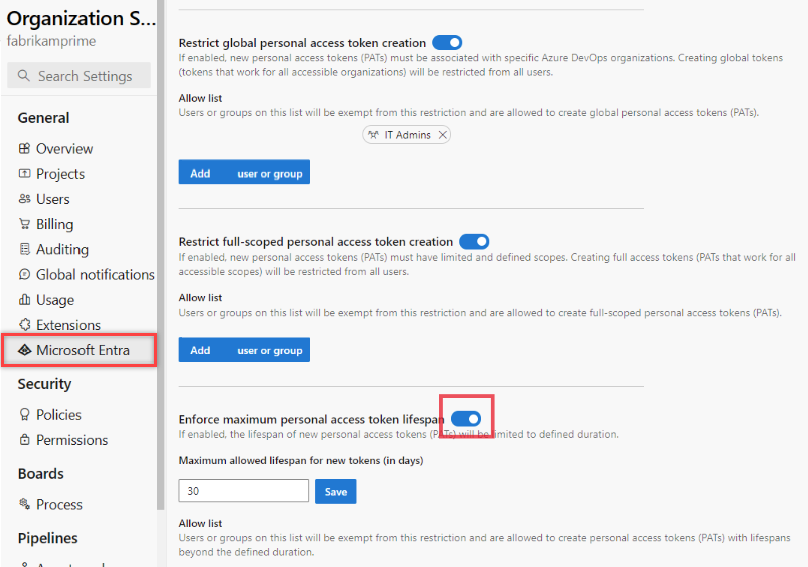 Organization S...
fabrikamprime
Search Settings
General
Overview
Projects
Users
Billing
Auditing
Global notifications
Usage
Extensions
Microsoft Entra
Security
Policies
Permissions
Boards
Process
Pipelines
Restrict global personal access token creation
If enabled, new personal access tokens (PATs) must be associated with specific Azure DevOps organizations. Creating global tokens
(tokens that work for all accessible organizations) will be restricted from all users.
Allow list
Users or groups on this list will be exempt from this restriction and are allowed to create global personal access tokens (PATs).
IT Admins
Add user or group
Restrict full-scoped personal access token creation
If enabled, new personal access tokens (PATs) must have limited and defined scopes. Creating full access tokens (PATs that work for all
accessible scopes) will be restricted from all users.
Allow list
Users or groups on this list will be exempt from this restriction and are allowed to create full-scoped personal access tokens (PATs).
Add user or group
Enforce maximum personal access token lifespan
If enabled, the lifespan of new personal access tokens (PATs) will be limited to defined duration.
Maximum allowed lifespan for new tokens (in days)
30
Save
Allow list
Users or groups on this list will be exempt from this restriction and are allowed to create personal access tokens (PATs) with lifespans
beyond the defined duration.